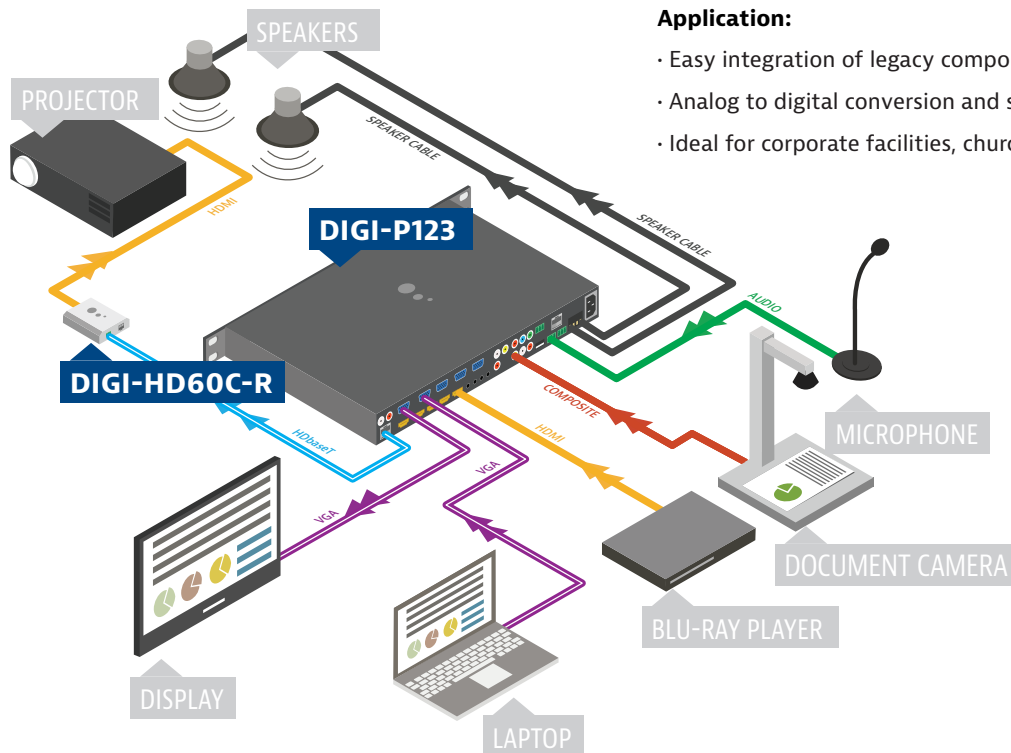 Application:
· Easy integration of legacy compo
· Analog to digital conversion and s
· Ideal for corporate facilities, churc
SPEAKERS
PROJECTOR
SPEAKER CABLE
HDMI
DIGI-P123
SPEAKER CABLE
AUDIO
DIGI-HD60C-R
COMPOSITE
MICROPHONE
HDMI
HDbaseT
VGA
VGA
DOCUMENT CAMERA
BLU-RAY PLAYER
DISPLAY
LAPTOP